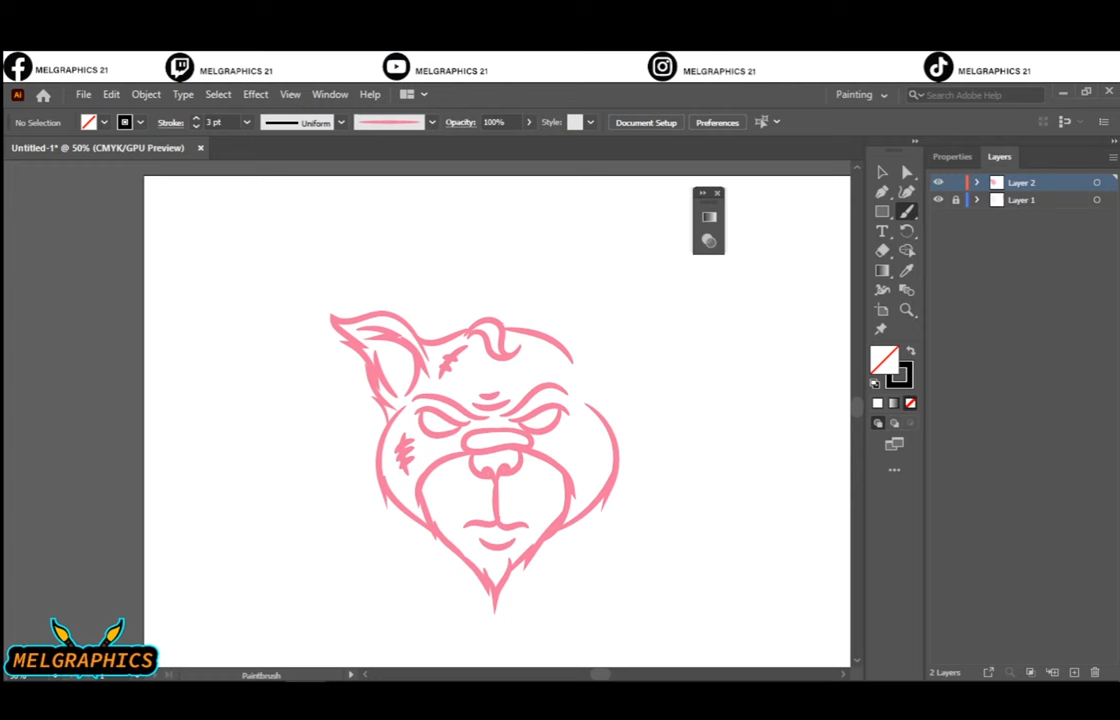 MELGRAPHICS 21 MELGRAPHICS 21 MELGRAPHICS 21 MELGRAPHICS 21 MELGRAPHICS 21
Ai File Edit Object Type Select Effect View Window Help Painting Search Adobe Help
No Selection Stroke: 3 pt Uniform Opacity: 100% Style: Document Setup Preferences
Untitled-1* @ 50% (CMYK/GPU Preview) ×
Properties Layers
Layer 2
Layer 1
MELGRAPHICS
Paintbrush
2 Layers